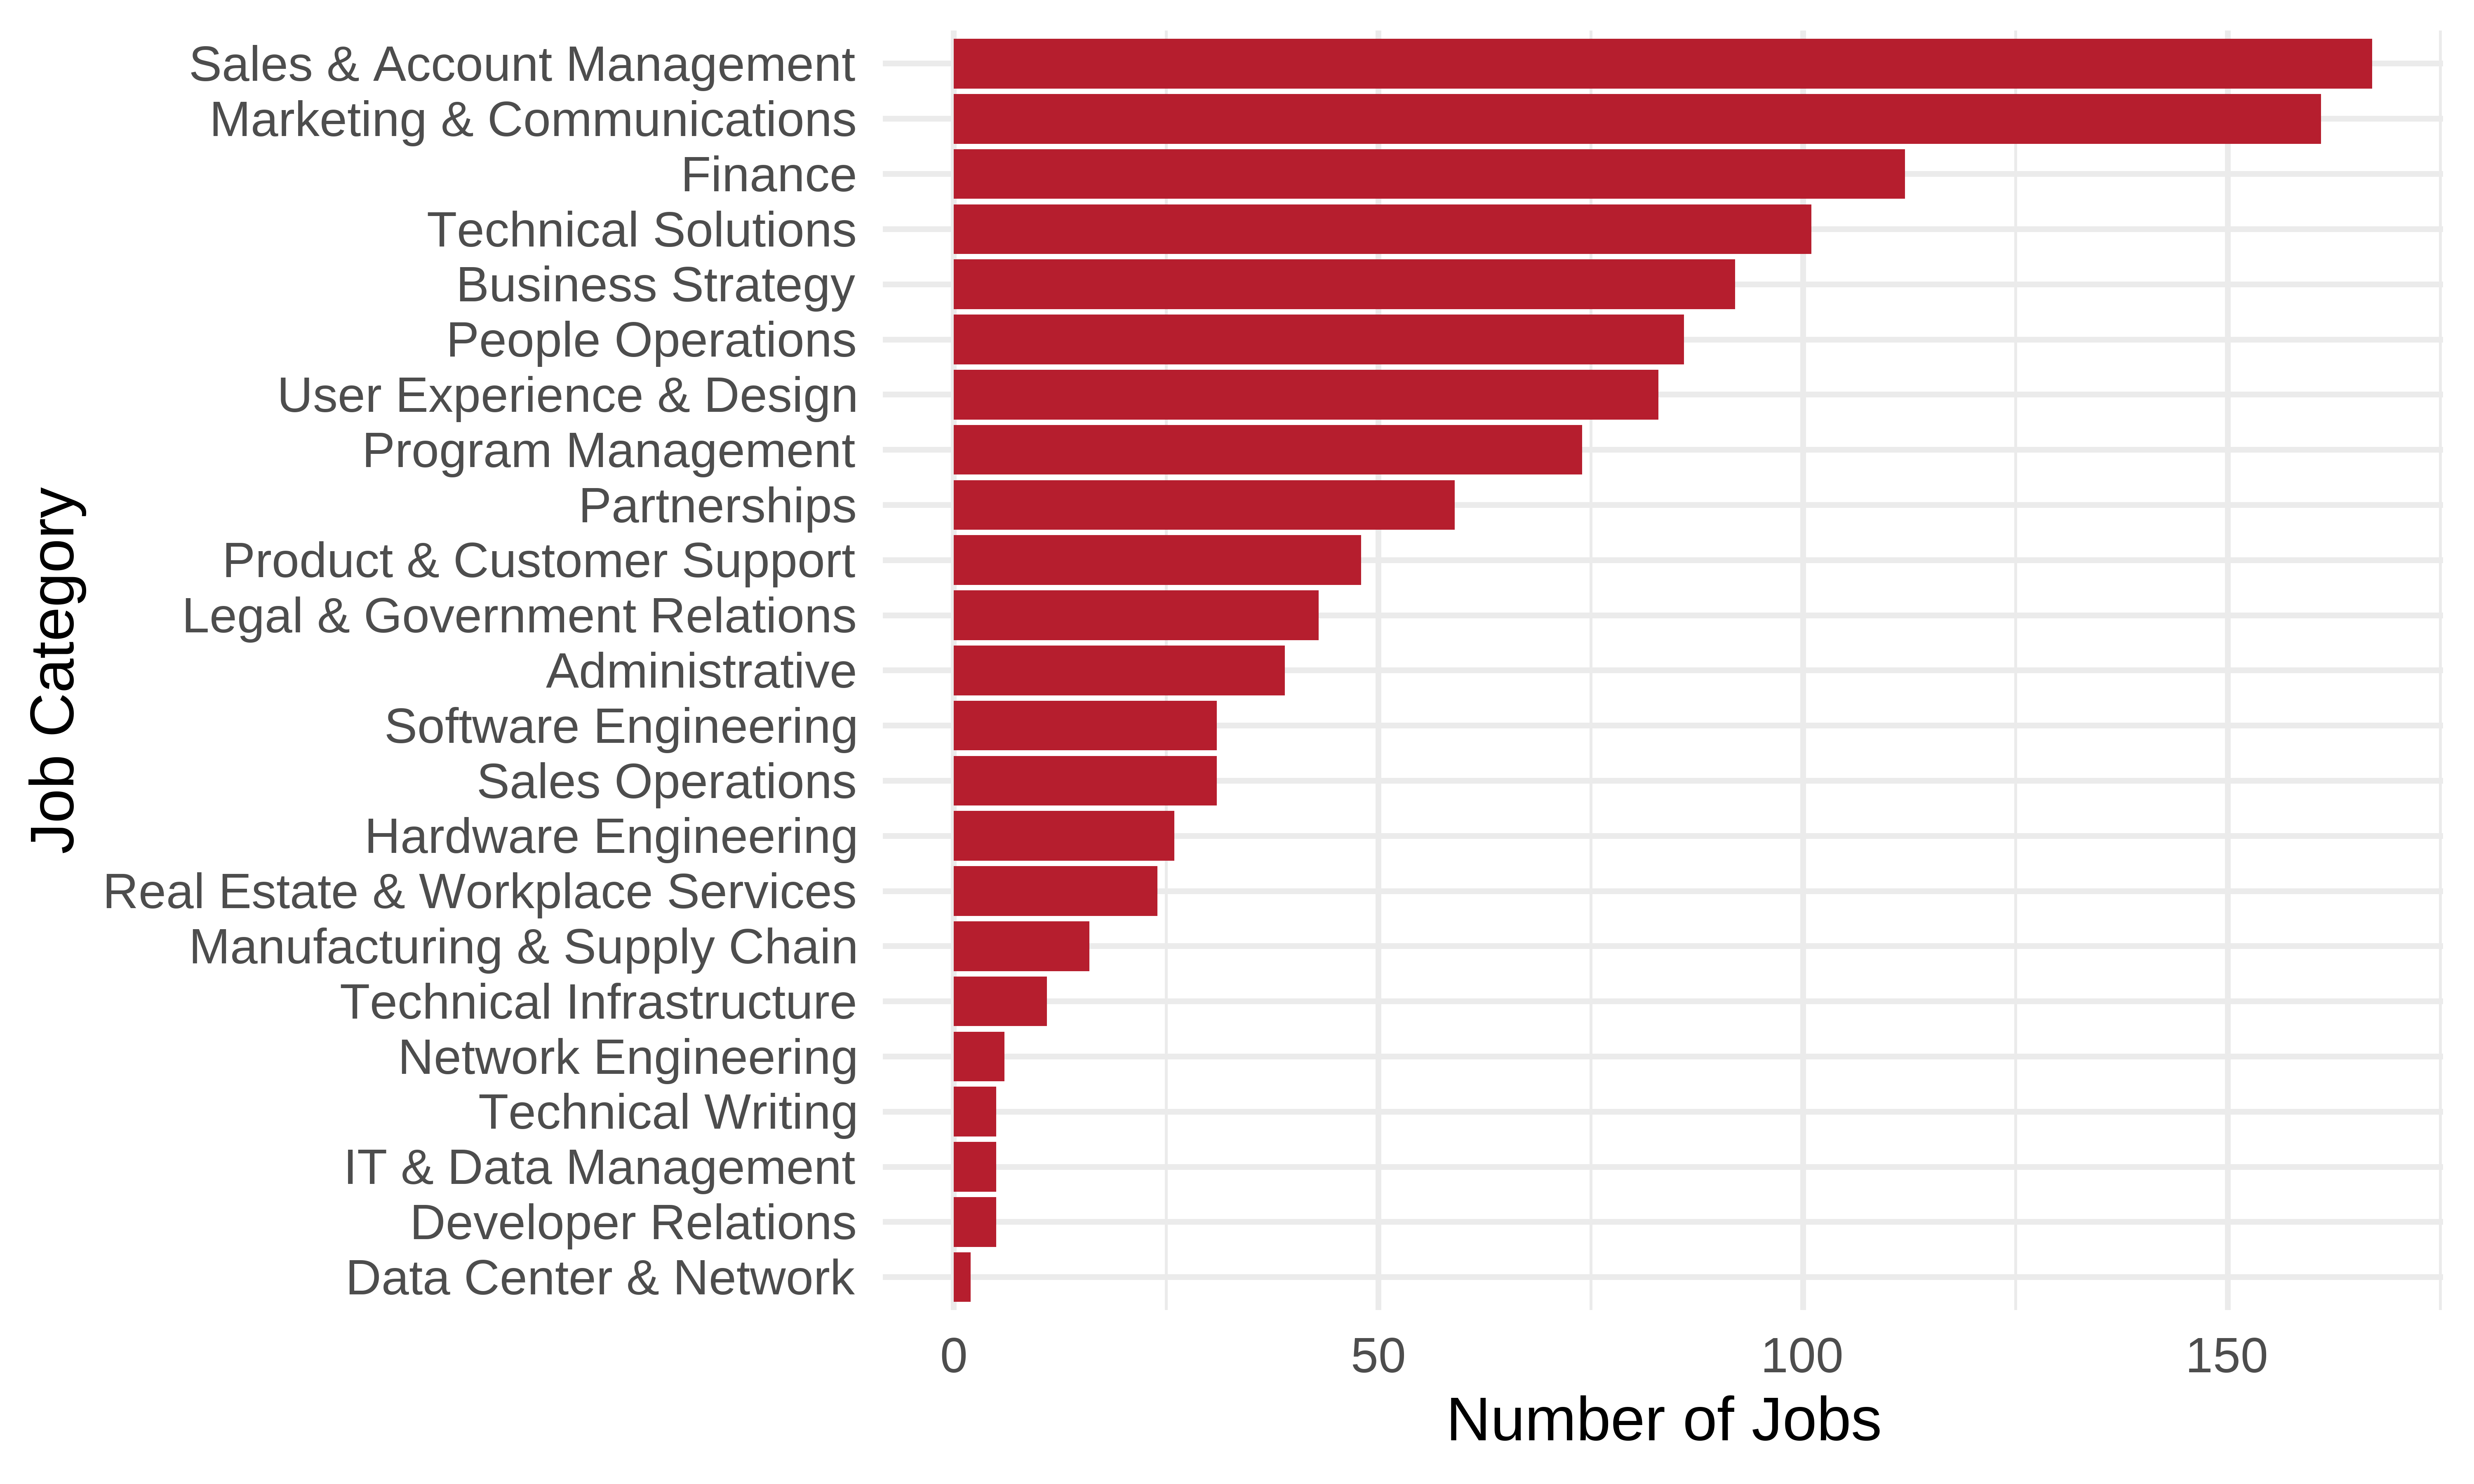 Sales & Account Management
Marketing & Communications
Finance
Technical Solutions
Business Strategy
People Operations
User Experience & Design
Program Management
Partnerships
Product & Customer Support
Legal & Government Relations
Administrative
Software Engineering
Sales Operations
Hardware Engineering
Real Estate & Workplace Services
Manufacturing & Supply Chain
Technical Infrastructure
Network Engineering
Technical Writing
IT & Data Management
Developer Relations
Data Center & Network
Job Category
0 50 100 150
Number of Jobs